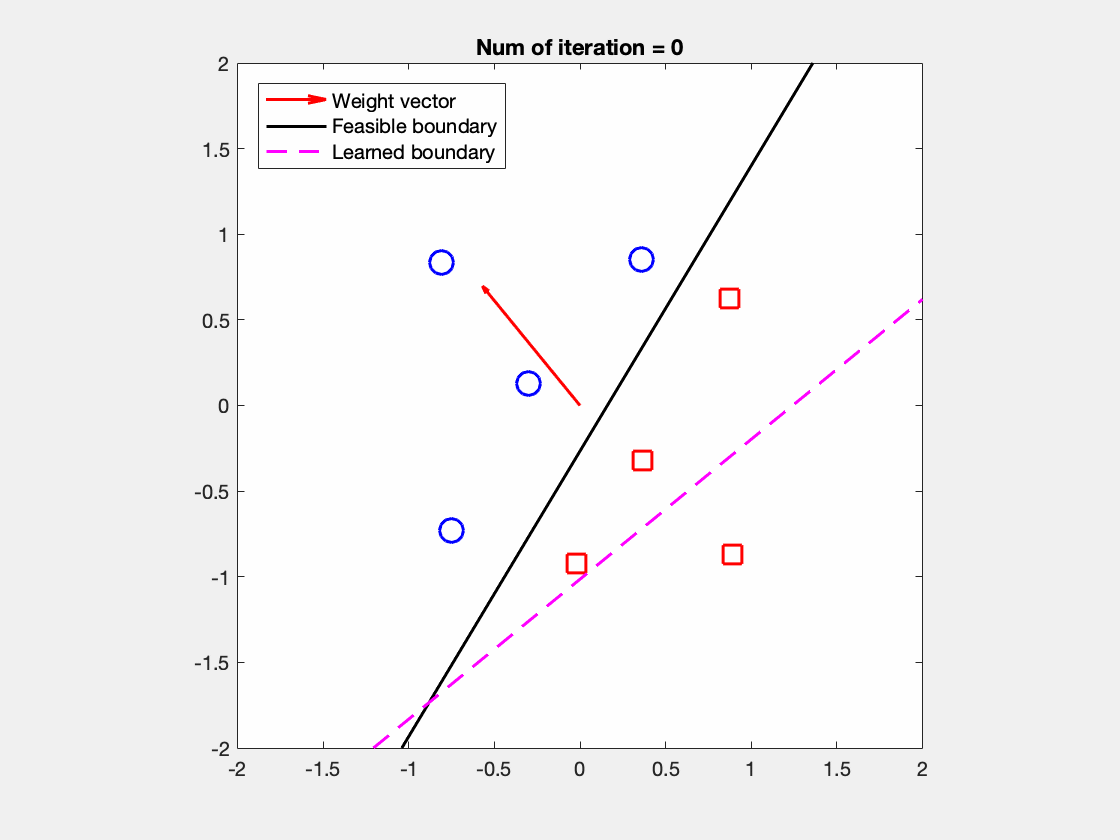 Num of iteration = 0
Weight vector
Feasible boundary
Learned boundary
2
1.5
1
0.5
0
-0.5
-1
-1.5
-2
-2 -1.5 -1 -0.5 0 0.5 1 1.5 2